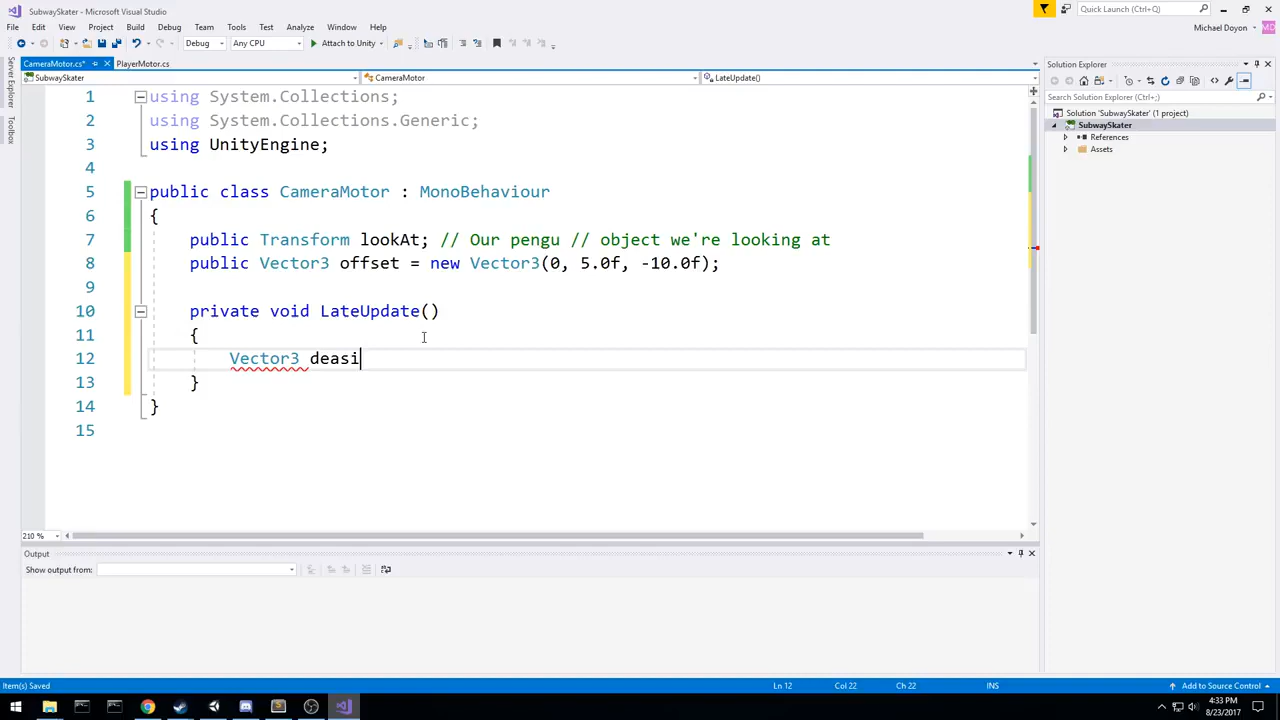 SubwaySkater - Microsoft Visual Studio
Quick Launch (Ctrl+Q)
File Edit View Project Build Debug Team Tools Test Analyze Window Help
Michael Doyon MD
Debug Any CPU Attach to Unity
CameraMotor.cs* PlayerMotor.cs
Solution Explorer
SubwaySkater CameraMotor LateUpdate()
Server Explorer
Toolbox
Search Solution Explorer (Ctrl+;)
Solution 'SubwaySkater' (1 project)
SubwaySkater
References
Assets
1 using System.Collections;
2 using System.Collections.Generic;
3 using UnityEngine;
4
5 public class CameraMotor : MonoBehaviour
6 {
7 public Transform lookAt; // Our pengu // object we're looking at
8 public Vector3 offset = new Vector3(0, 5.0f, -10.0f);
9
10 private void LateUpdate()
11 {
12 Vector3 deasi
13 }
14 }
15
210 %
Output
Show output from:
Item(s) Saved Ln 12 Col 22 Ch 22 INS Add to Source Control
4:33 PM
8/23/2017